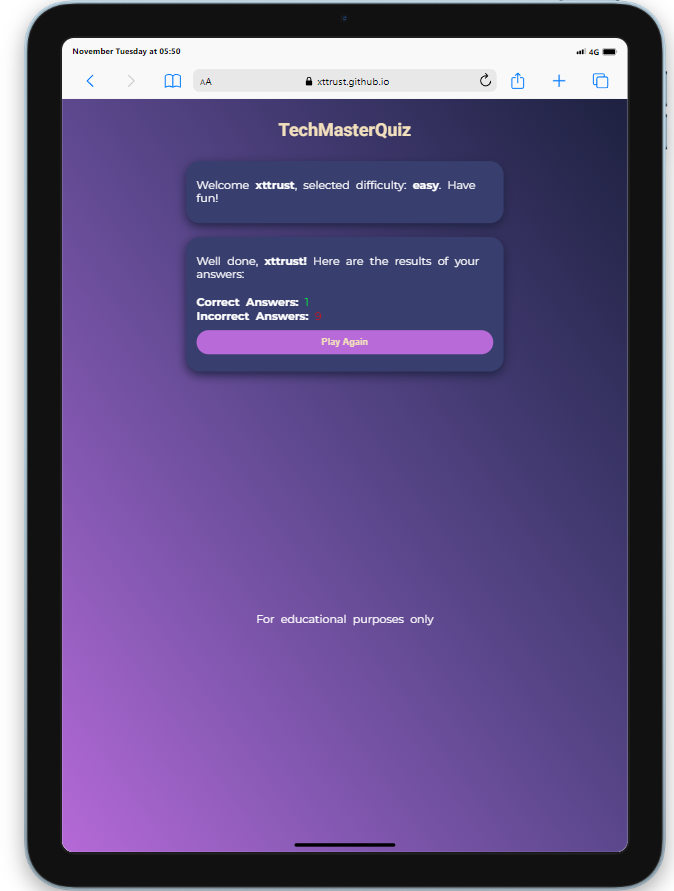 November Tuesday at 05:50
4G
AA
xttrust.github.io
TechMasterQuiz
Welcome xttrust, selected difficulty: easy. Have
fun!
Well done, xttrust! Here are the results of your
answers:
Correct Answers: 1
Incorrect Answers:
Play Again
For educational purposes only